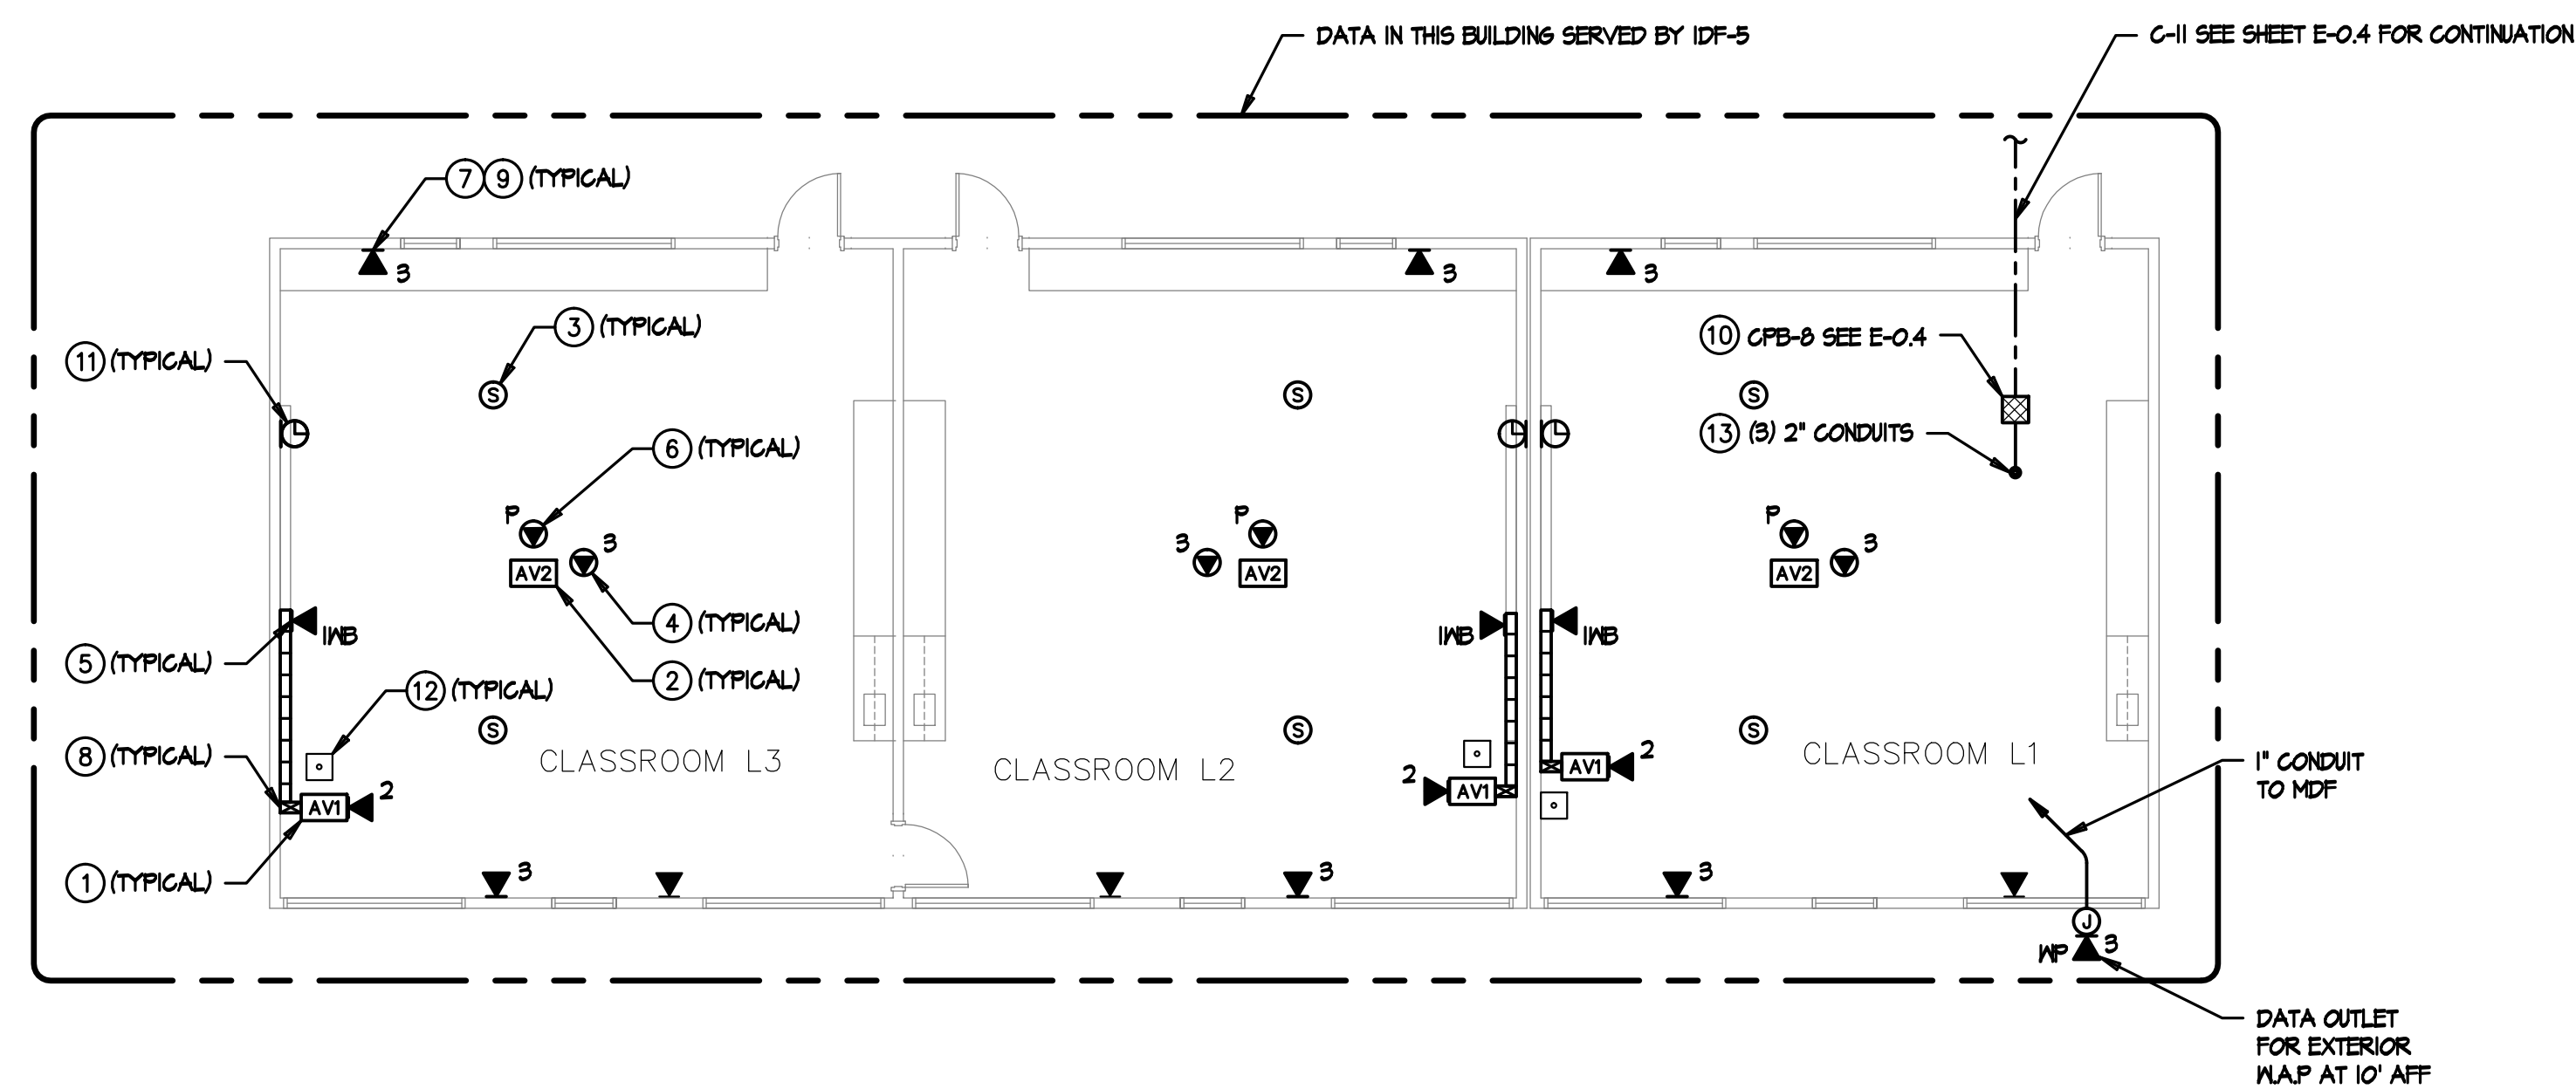 DATA IN THIS BUILDING SERVED BY IDF-5
C-11 SEE SHEET E-0.4 FOR CONTINUATION
7 9 (TYPICAL)
3 3 3
3 (TYPICAL)
10 CPB-8 SEE E-0.4
11 (TYPICAL)
S S S
13 (3) 2" CONDUITS
6 (TYPICAL)
P P P
3 3 3
AV2 AV2 AV2
4 (TYPICAL)
IWB IWB IWB
5 (TYPICAL)
2 (TYPICAL)
12 (TYPICAL)
S S S
8 (TYPICAL)
CLASSROOM L3
CLASSROOM L2
CLASSROOM L1
1" CONDUIT
TO MDF
AV1 2
2 AV1
AV1 2
1 (TYPICAL)
3 3 3
J
WP 3
DATA OUTLET
FOR EXTERIOR
W.A.P AT 10' AFF